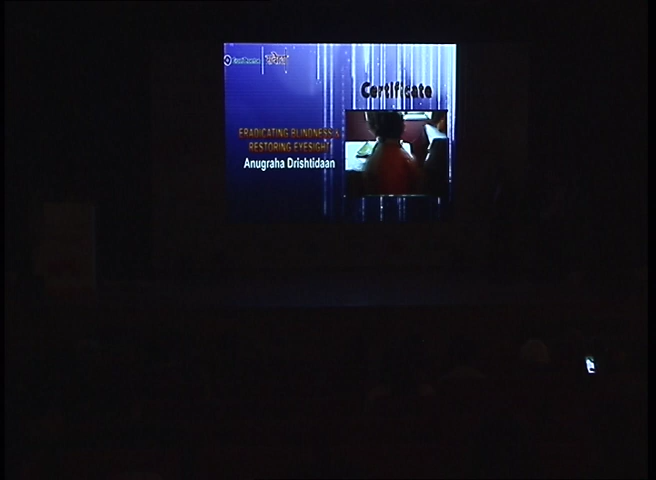 Certificate
ERADICATING BLINDNESS &
RESTORING EYESIGHT
Anugraha Drishtidaan